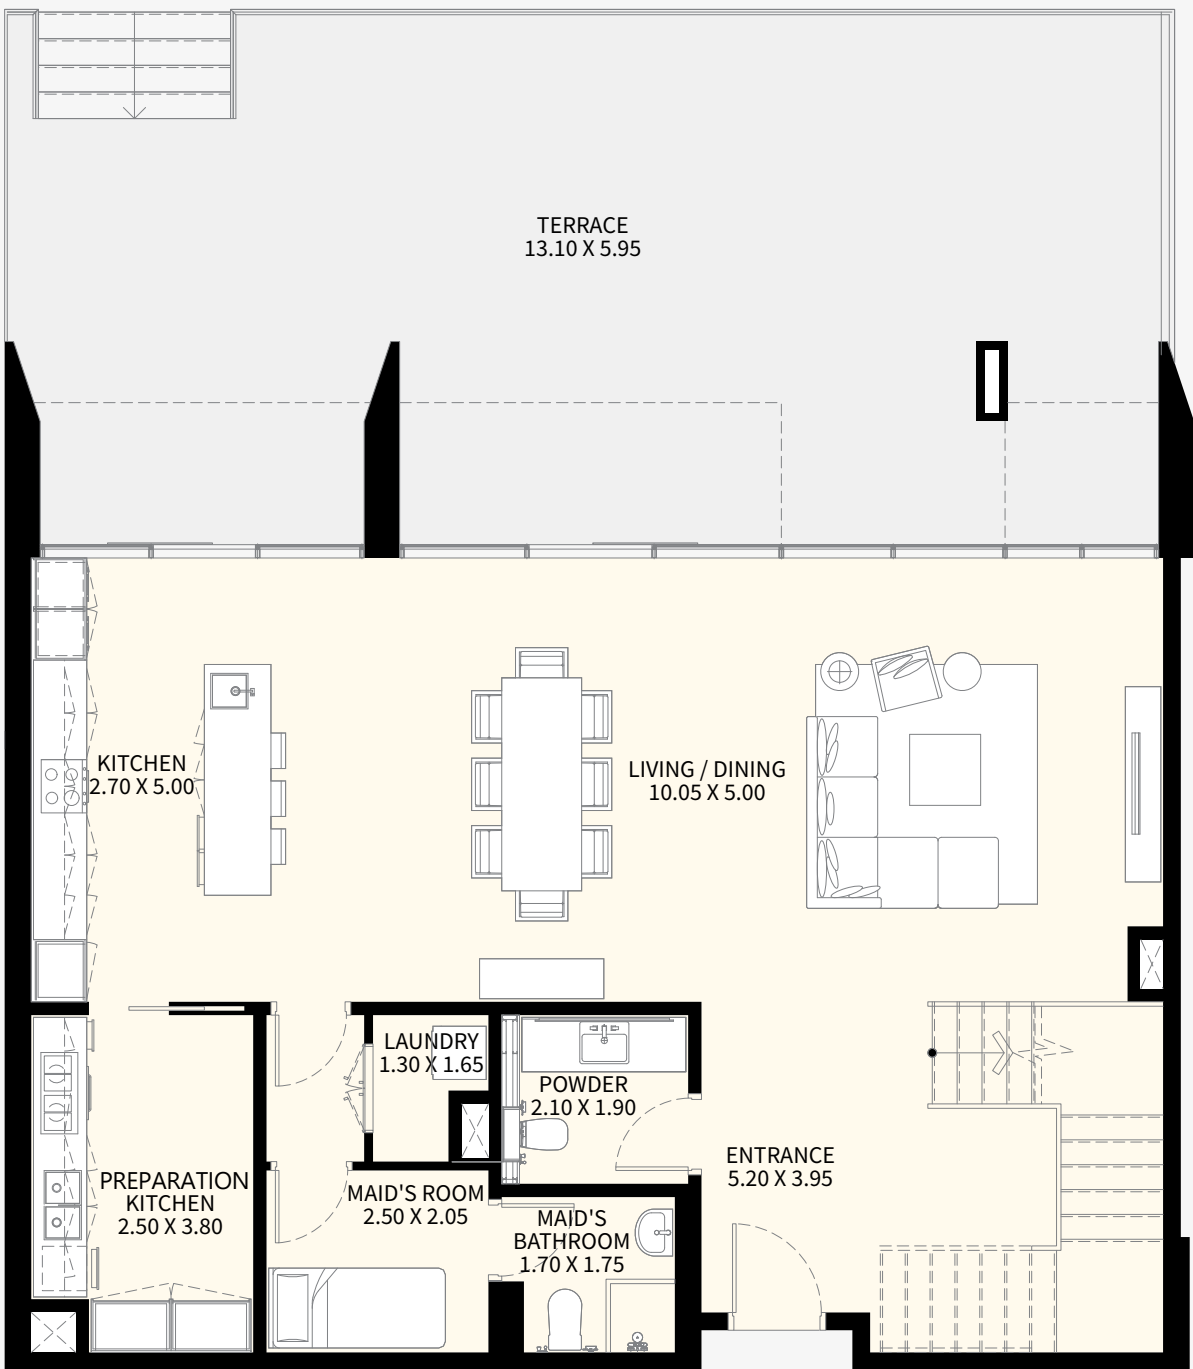 TERRACE
13.10 X 5.95
KITCHEN
2.70 X 5.00
LIVING / DINING
10.05 X 5.00
LAUNDRY
1.30 X 1.65
POWDER
2.10 X 1.90
ENTRANCE
5.20 X 3.95
PREPARATION
KITCHEN
2.50 X 3.80
MAID'S ROOM
2.50 X 2.05
MAID'S
BATHROOM
1.70 X 1.75